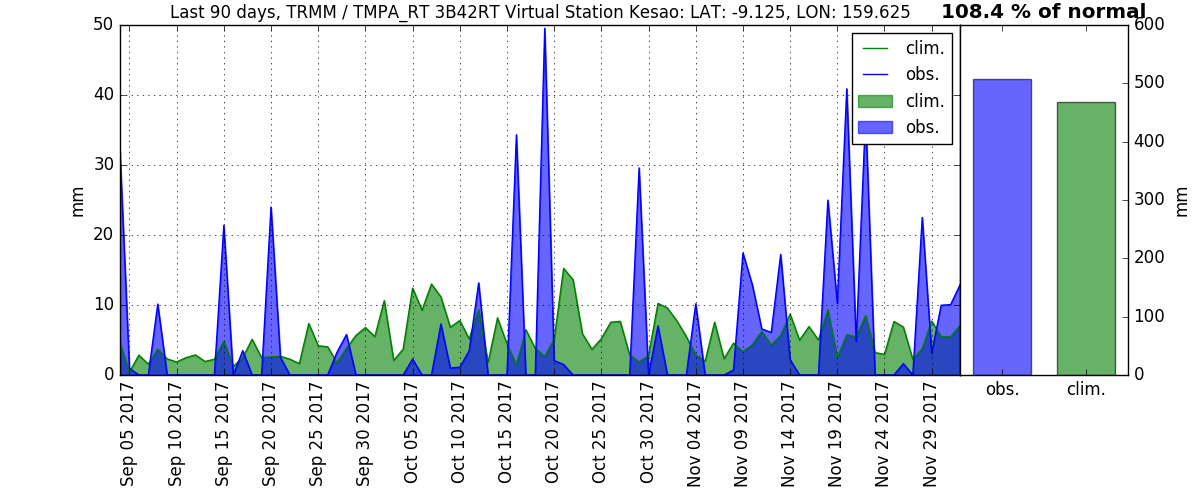 Last 90 days, TRMM / TMPA_RT 3B42RT Virtual Station Kesao: LAT: -9.125, LON: 159.625
108.4 % of normal
50
40
30
20
10
0
mm
clim.
obs.
clim.
obs.
600
500
400
300
200
100
0
mm
Sep 05 2017
Sep 10 2017
Sep 15 2017
Sep 20 2017
Sep 25 2017
Sep 30 2017
Oct 05 2017
Oct 10 2017
Oct 15 2017
Oct 20 2017
Oct 25 2017
Oct 30 2017
Nov 04 2017
Nov 09 2017
Nov 14 2017
Nov 19 2017
Nov 24 2017
Nov 29 2017
obs.
clim.